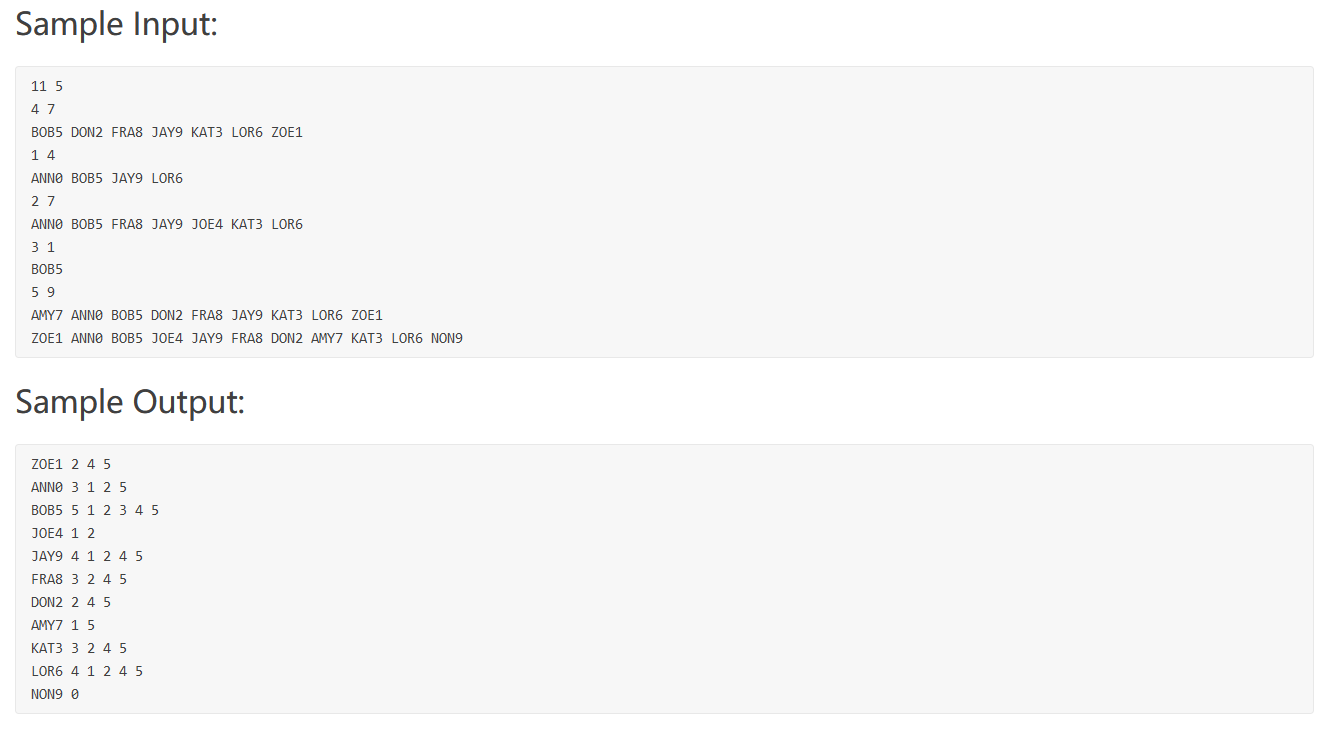 Sample Input:
11 5
4 7
BOB5 DON2 FRA8 JAY9 KAT3 LOR6 ZOE1
1 4
ANN0 BOB5 JAY9 LOR6
2 7
ANN0 BOB5 FRA8 JAY9 JOE4 KAT3 LOR6
3 1
BOB5
5 9
AMY7 ANN0 BOB5 DON2 FRA8 JAY9 KAT3 LOR6 ZOE1
ZOE1 ANN0 BOB5 JOE4 JAY9 FRA8 DON2 AMY7 KAT3 LOR6 NON9
Sample Output:
ZOE1 2 4 5
ANN0 3 1 2 5
BOB5 5 1 2 3 4 5
JOE4 1 2
JAY9 4 1 2 4 5
FRA8 3 2 4 5
DON2 2 4 5
AMY7 1 5
KAT3 3 2 4 5
LOR6 4 1 2 4 5
NON9 0